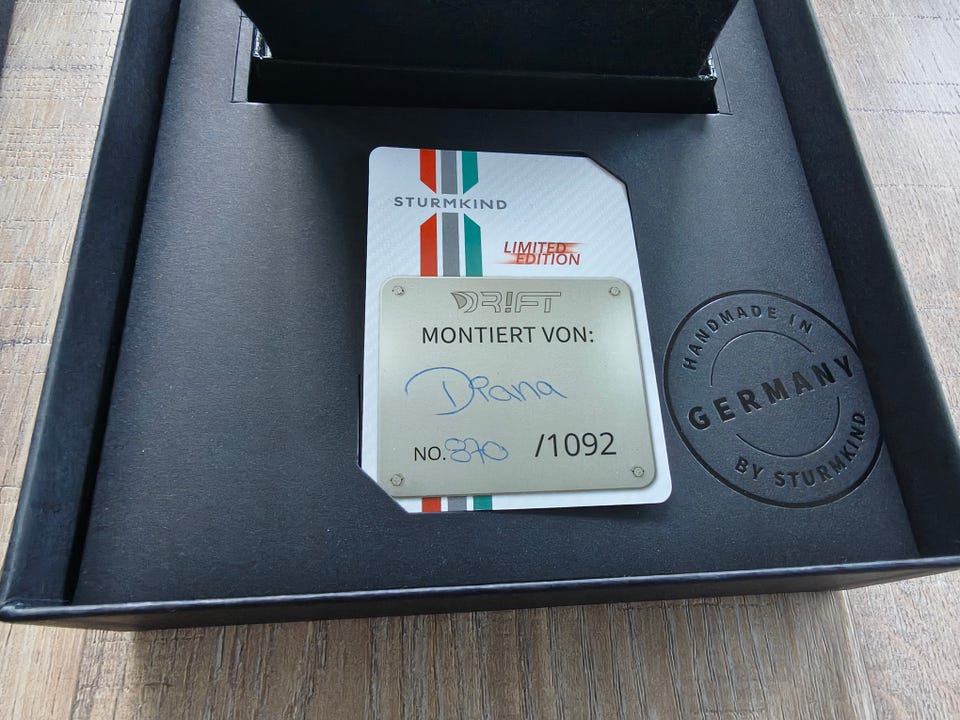 STURMKIND
LIMITED
EDITION
DR!FT
MONTIERT VON:
Diana
NO. 870 /1092
HANDMADE IN
GERMANY
BY STURMKIND